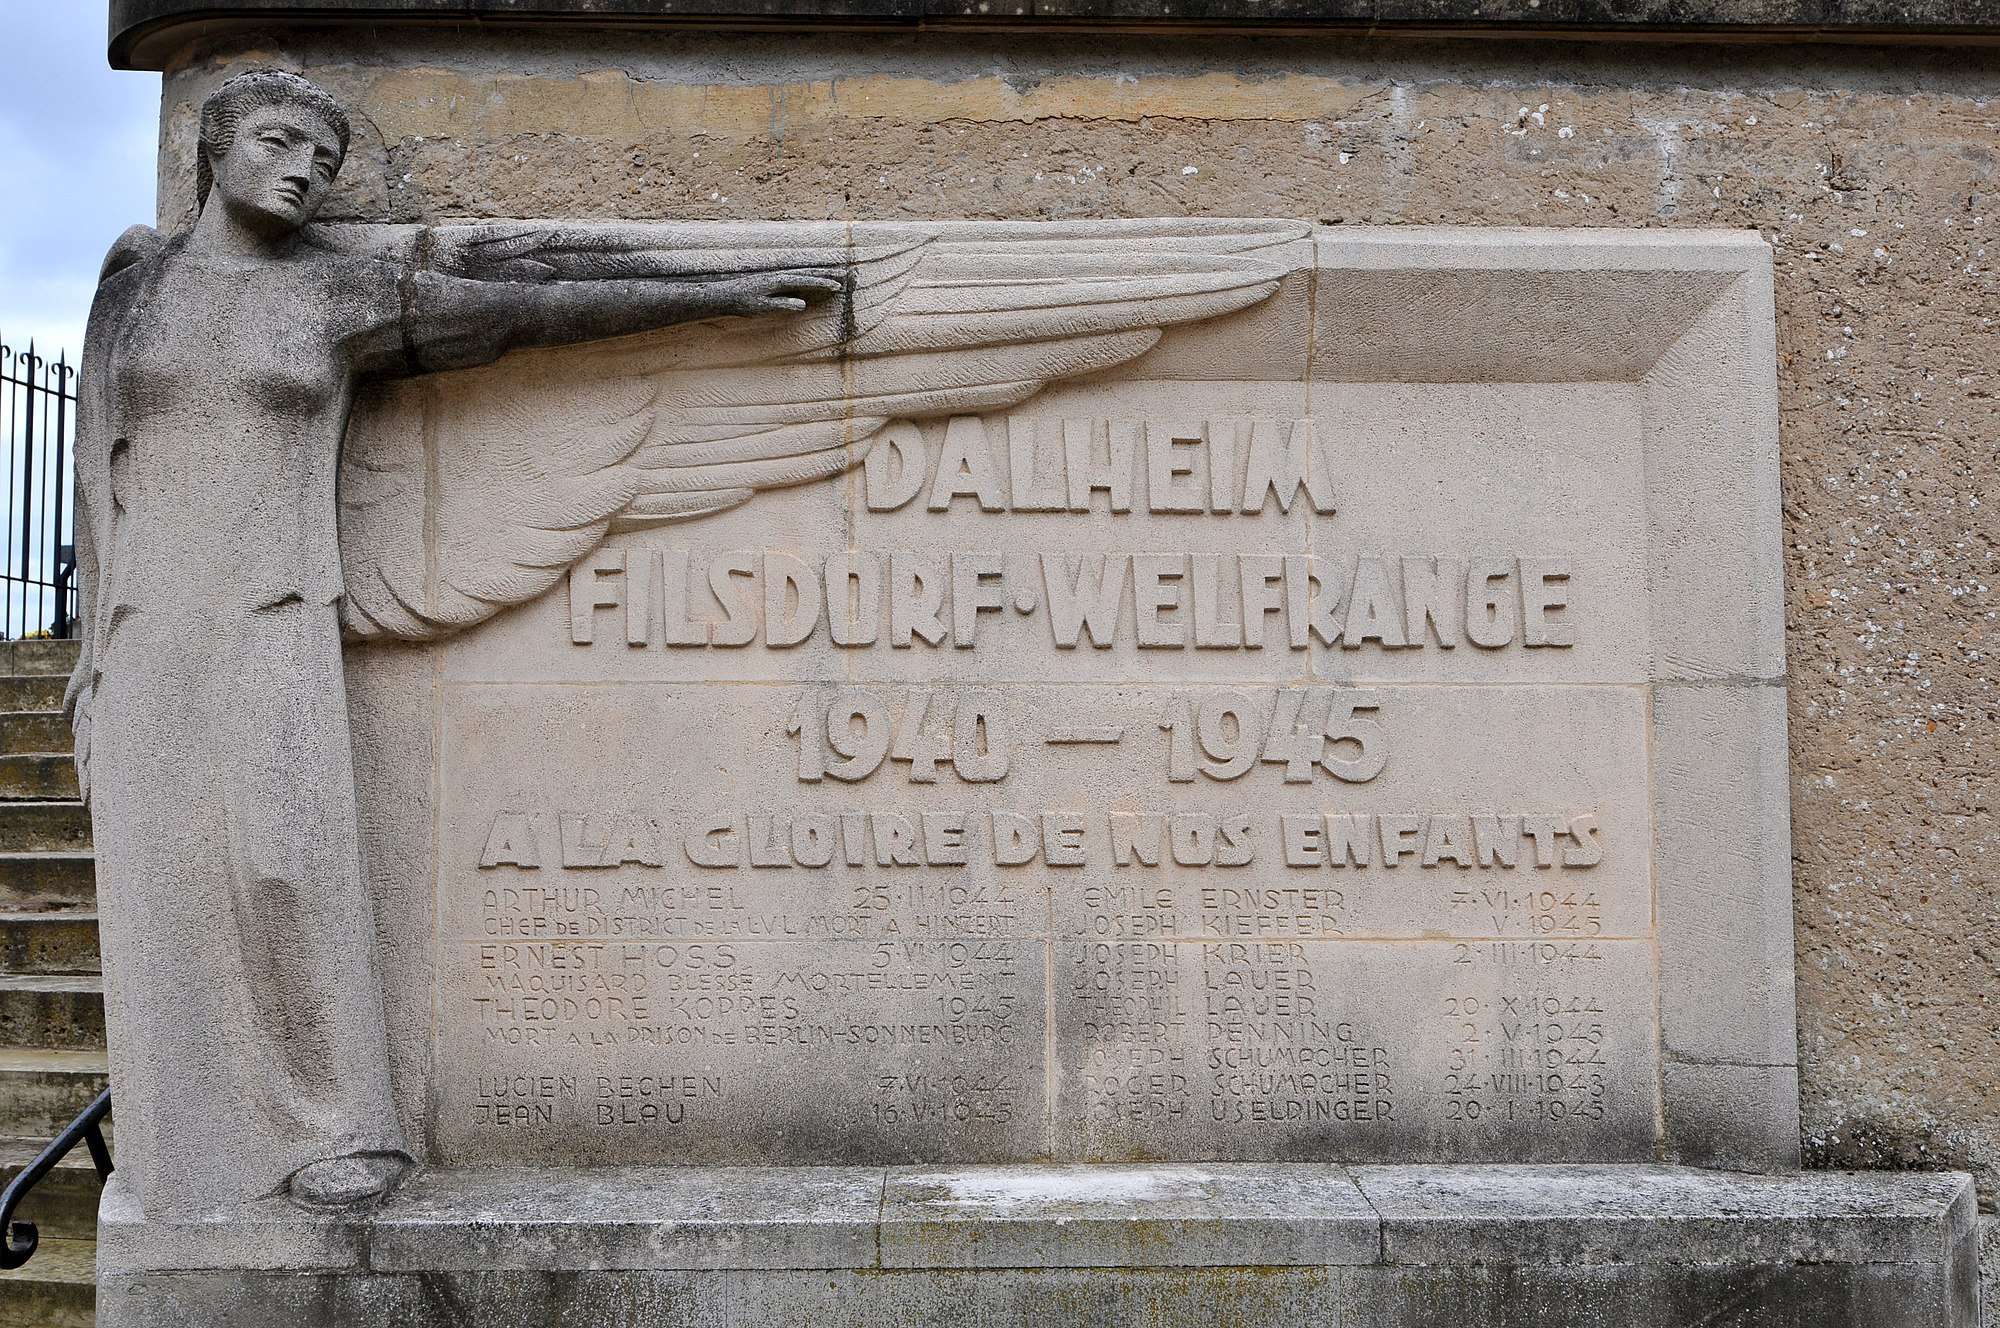 DALHEIM
FILSDORF·WELFRANGE
1940 – 1945
A LA GLOIRE DE NOS ENFANTS
ARTHUR MICHEL 25·II·1944
CHEF DE DISTRICT DE LA L.V.L. MORT A HINZERT
ERNEST HOSS 5·VI·1944
MAQUISARD BLESSE MORTELLEMENT
THEODORE KOPPES 1945
MORT A LA PRISON DE BERLIN-SONNENBURG
LUCIEN BECHEN 7·VI·1944
JEAN BLAU 16·V·1945
EMILE ERNSTER 7·VI·1944
JOSEPH KIEFFER V·1945
JOSEPH KRIER 2·III·1944
JOSEPH LAUER
THEOPHIL LAUER 20·X·1944
ROBERT PENNING 2·V·1945
JOSEPH SCHUMACHER 31·III·1944
ROGER SCHUMACHER 24·VIII·1943
JOSEPH USELDINGER 20·I·1945